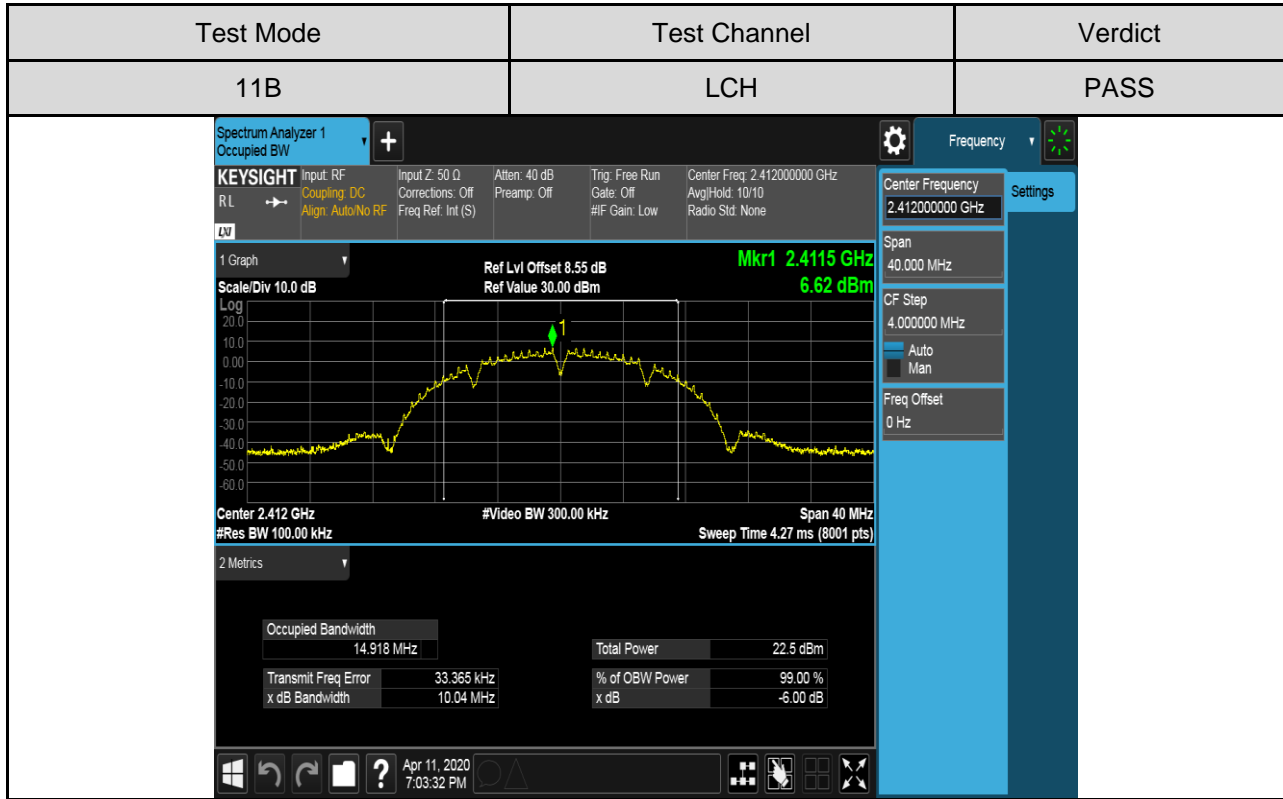 Test Mode Test Channel Verdict
11B LCH PASS
Spectrum Analyzer 1
Occupied BW
+
Frequency
KEYSIGHT Input: RF Input Z: 50 Ω Atten: 40 dB Trig: Free Run Center Freq: 2.412000000 GHz
RL Coupling: DC Corrections: Off Preamp: Off Gate: Off Avg|Hold: 10/10
Align: Auto/No RF Freq Ref: Int (S) #IF Gain: Low Radio Std: None
LXI
Center Frequency
2.412000000 GHz
Settings
Span
40.000 MHz
CF Step
4.000000 MHz
Auto
Man
Freq Offset
0 Hz
1 Graph
Ref Lvl Offset 8.55 dB
Mkr1 2.4115 GHz
Scale/Div 10.0 dB
Ref Value 30.00 dBm
6.62 dBm
Log
20.0
10.0
0.00
-10.0
-20.0
-30.0
-40.0
-50.0
-60.0
1
Center 2.412 GHz #Video BW 300.00 kHz Span 40 MHz
#Res BW 100.00 kHz Sweep Time 4.27 ms (8001 pts)
2 Metrics
Occupied Bandwidth
14.918 MHz
Total Power 22.5 dBm
Transmit Freq Error 33.365 kHz % of OBW Power 99.00 %
x dB Bandwidth 10.04 MHz x dB -6.00 dB
?
Apr 11, 2020
7:03:32 PM